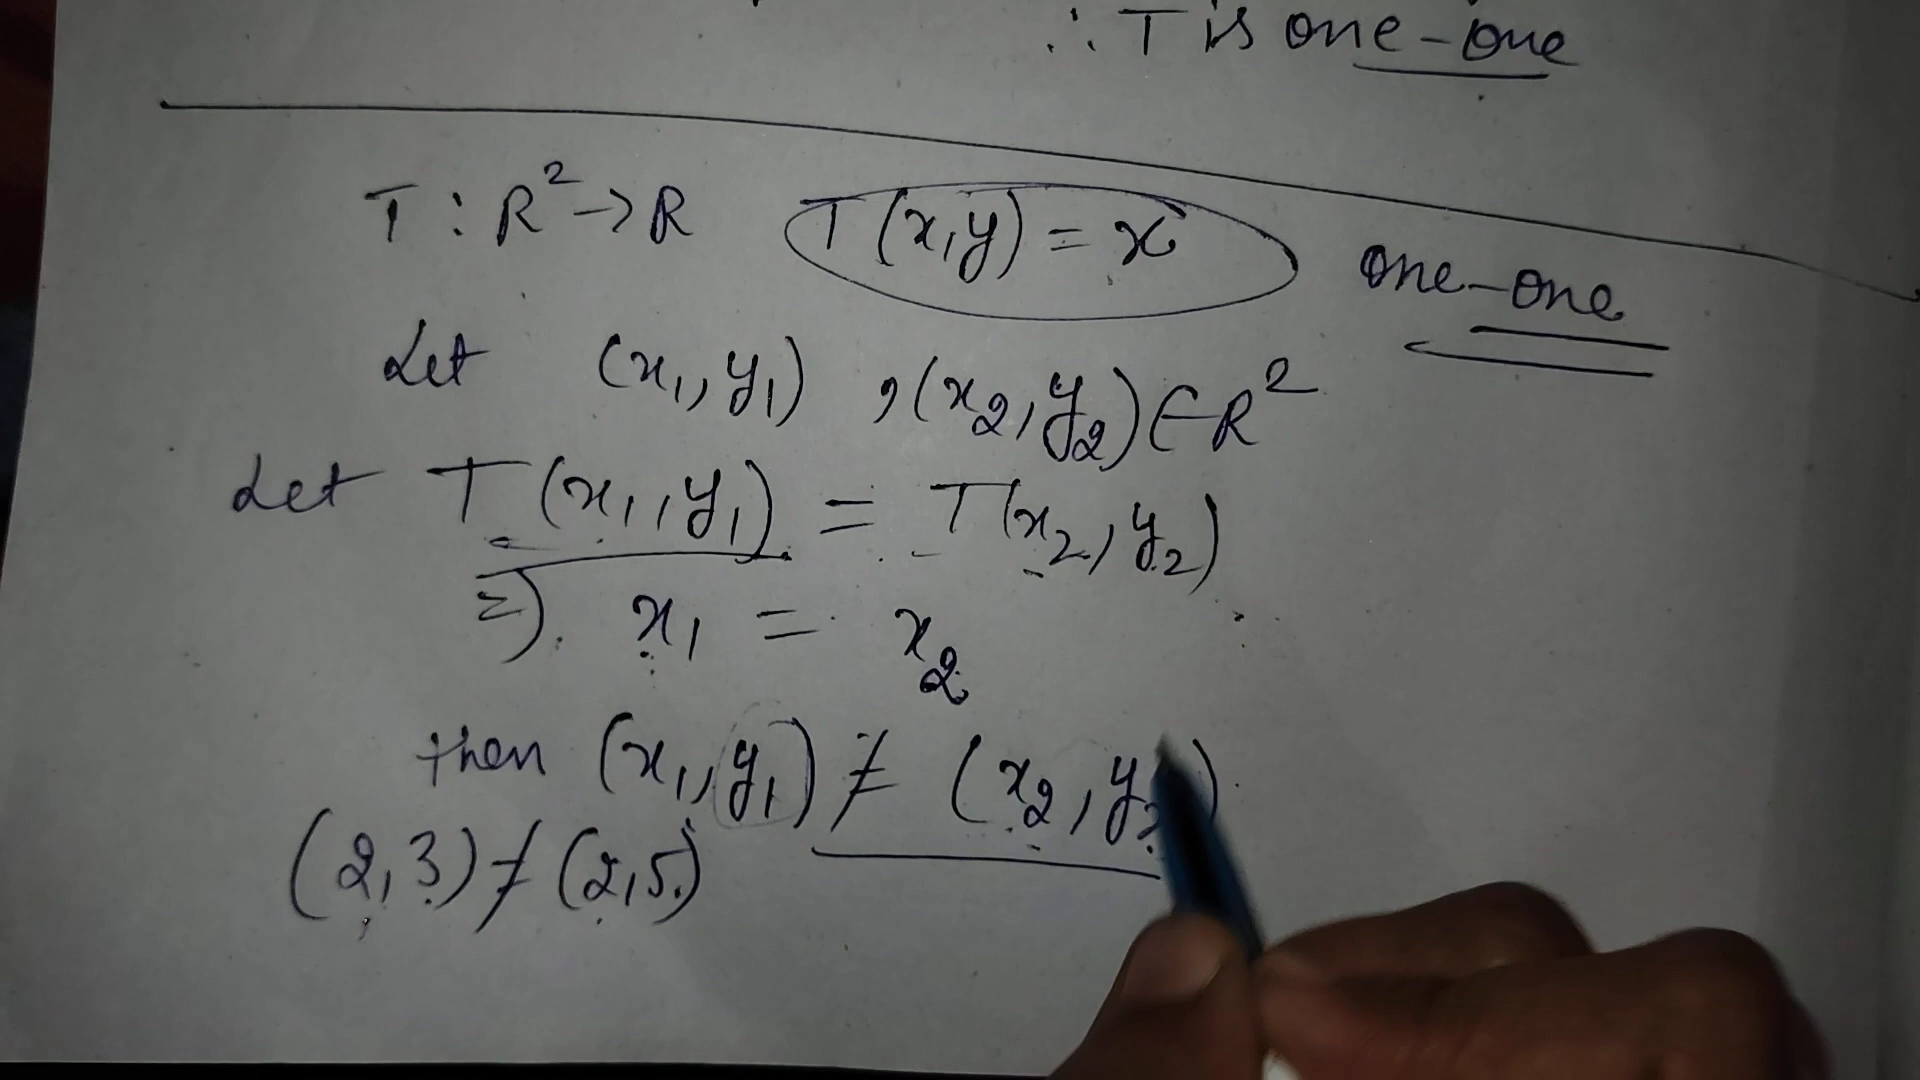 ∴ T is one-one
T : R² → R T(x,y) = x one-one
Let (x₁, y₁) , (x₂, y₂) ∈ R²
Let T(x₁, y₁) = T(x₂, y₂)
⇒ x₁ = x₂
then (x₁, y₁) ≠ (x₂, y₂)
(2,3) ≠ (2,5)